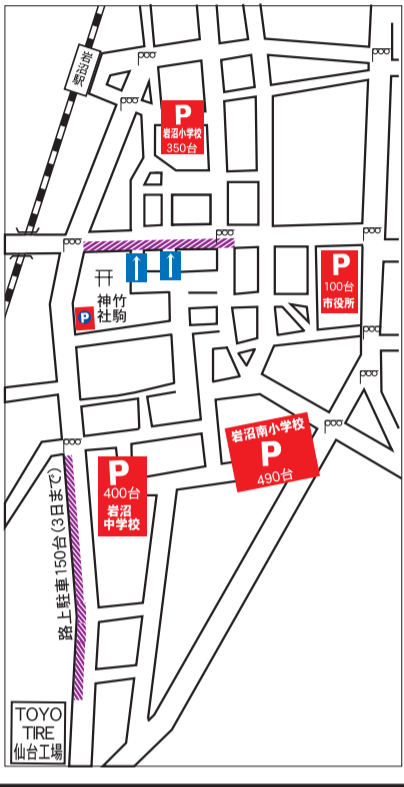 岩沼駅
P
岩沼小学校
350台
P
100台
市役所
竹駒
神社
P
岩沼南小学校
P
490台
P
400台
岩沼
中学校
路上駐車150台(3日まで)
TOYO
TIRE
仙台工場